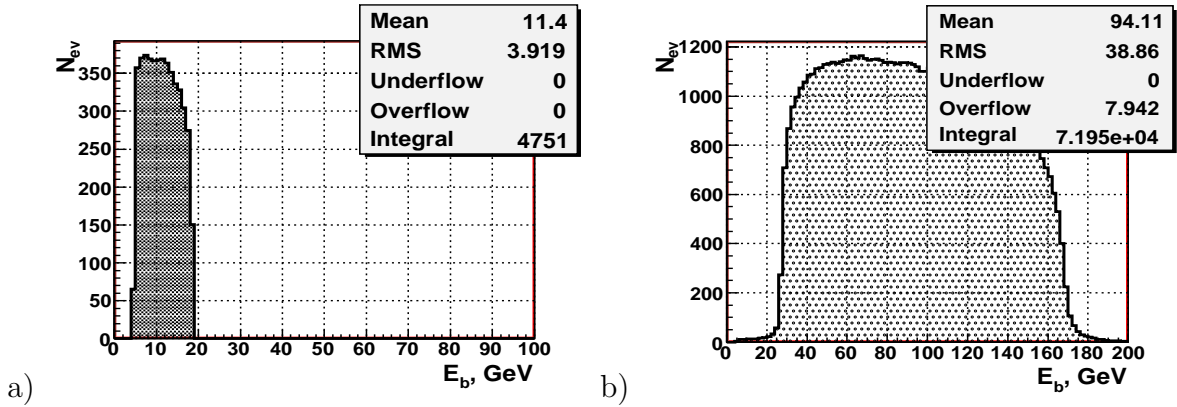 Mean 11.4
RMS 3.919
Underflow 0
Overflow 0
Integral 4751
N_ev
350
300
250
200
150
100
50
0
0 10 20 30 40 50 60 70 80 90 100
E_b, GeV
a)
Mean 94.11
RMS 38.86
Underflow 0
Overflow 7.942
Integral 7.195e+04
N_ev
1200
1000
800
600
400
200
0
0 20 40 60 80 100 120 140 160 180 200
E_b, GeV
b)